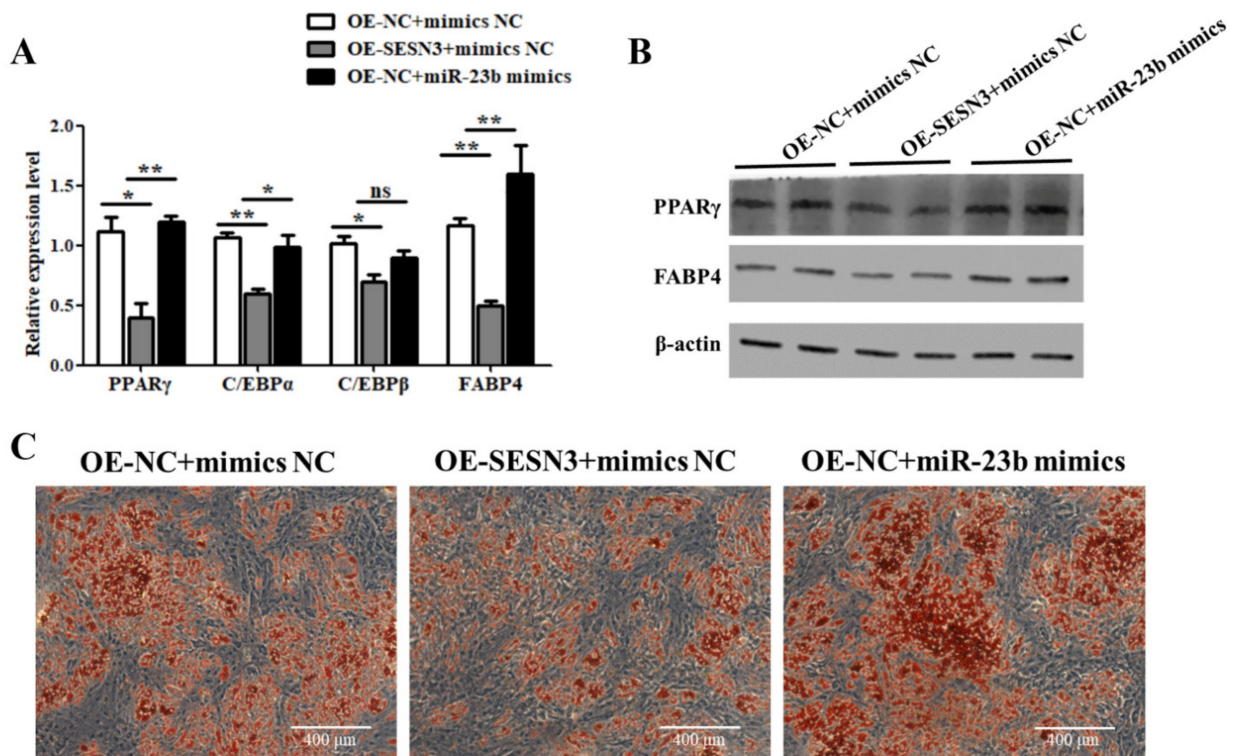 A
OE-NC+mimics NC
OE-SESN3+mimics NC
OE-NC+miR-23b mimics
Relative expression level
2.0
1.5
1.0
0.5
0.0
** ** * * ns * ** **
PPARγ C/EBPα C/EBPβ FABP4
B
OE-NC+mimics NC
OE-SESN3+mimics NC
OE-NC+miR-23b mimics
PPARγ
FABP4
β-actin
C
OE-NC+mimics NC OE-SESN3+mimics NC OE-NC+miR-23b mimics
400 μm 400 μm 400 μm